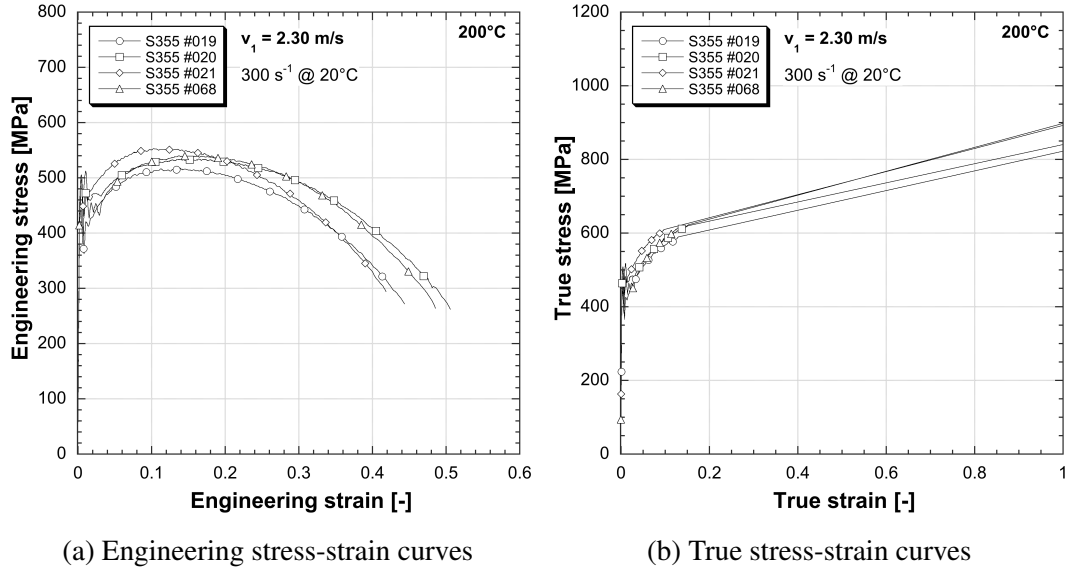 800
700
600
500
400
300
200
100
0
Engineering stress [MPa]
S355 #019
S355 #020
S355 #021
S355 #068
v1 = 2.30 m/s
300 s-1 @ 20°C
200°C
0 0.1 0.2 0.3 0.4 0.5 0.6
Engineering strain [-]
(a) Engineering stress-strain curves
1200
1000
800
600
400
200
0
True stress [MPa]
S355 #019
S355 #020
S355 #021
S355 #068
v1 = 2.30 m/s
300 s-1 @ 20°C
200°C
0 0.2 0.4 0.6 0.8 1
True strain [-]
(b) True stress-strain curves